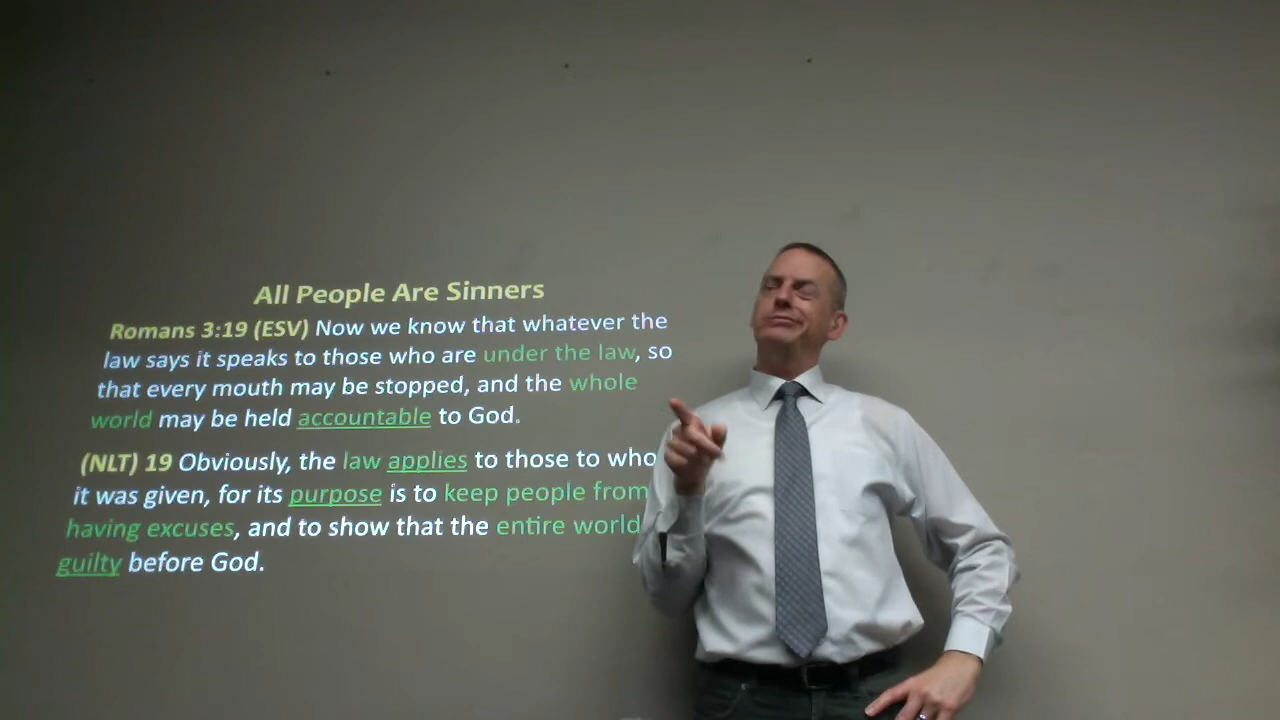 All People Are Sinners
Romans 3:19 (ESV) Now we know that whatever the
law says it speaks to those who are under the law, so
that every mouth may be stopped, and the whole
world may be held accountable to God.
(NLT) 19 Obviously, the law applies to those to who
it was given, for its purpose is to keep people from
having excuses, and to show that the entire world
guilty before God.